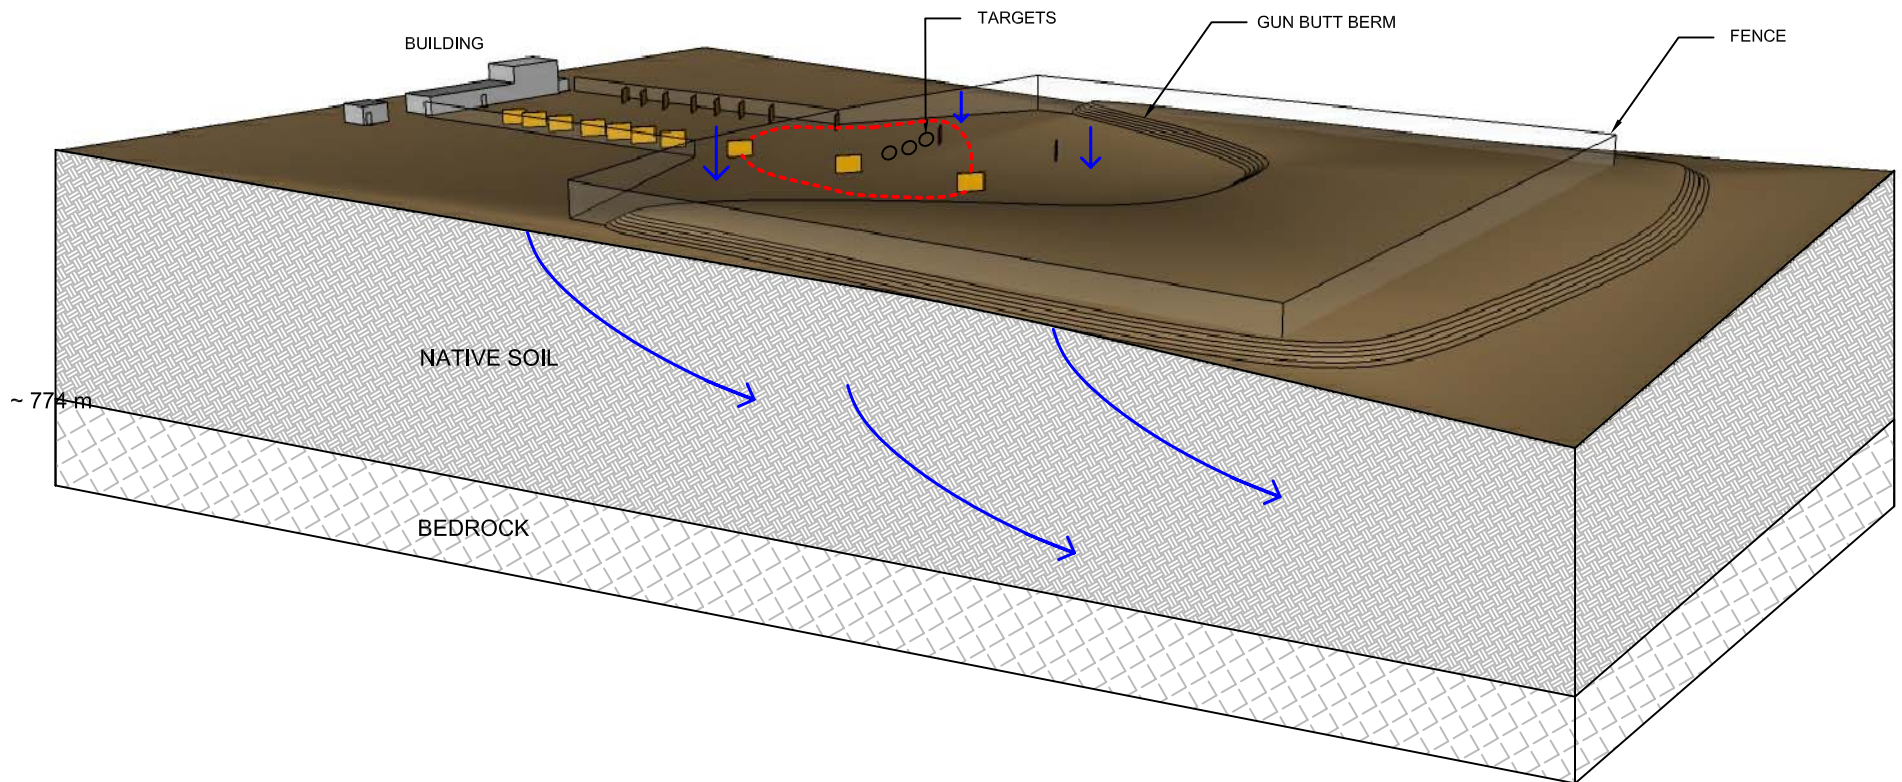 TARGETS
GUN BUTT BERM
FENCE
BUILDING
NATIVE SOIL
~ 774 m
BEDROCK